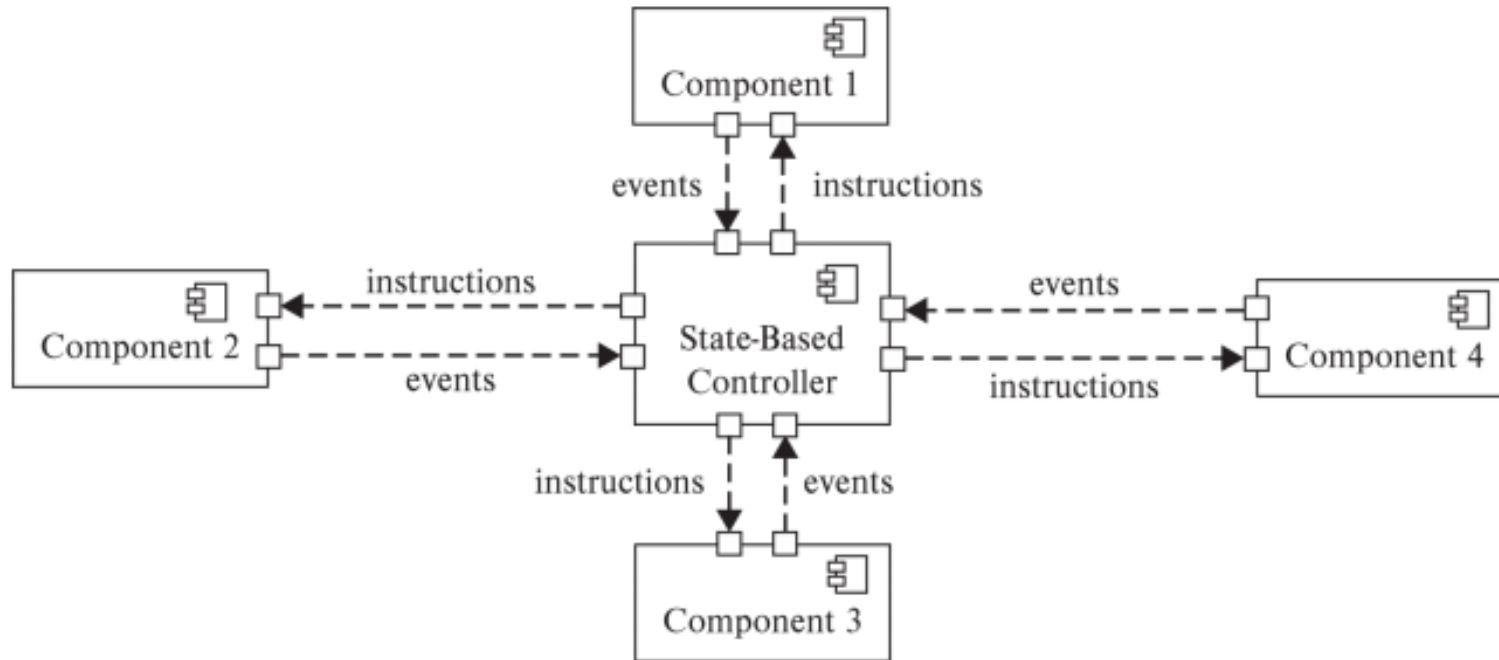 Component 1
events
instructions
instructions
events
Component 2
events
State-Based
Controller
instructions
Component 4
instructions
events
Component 3